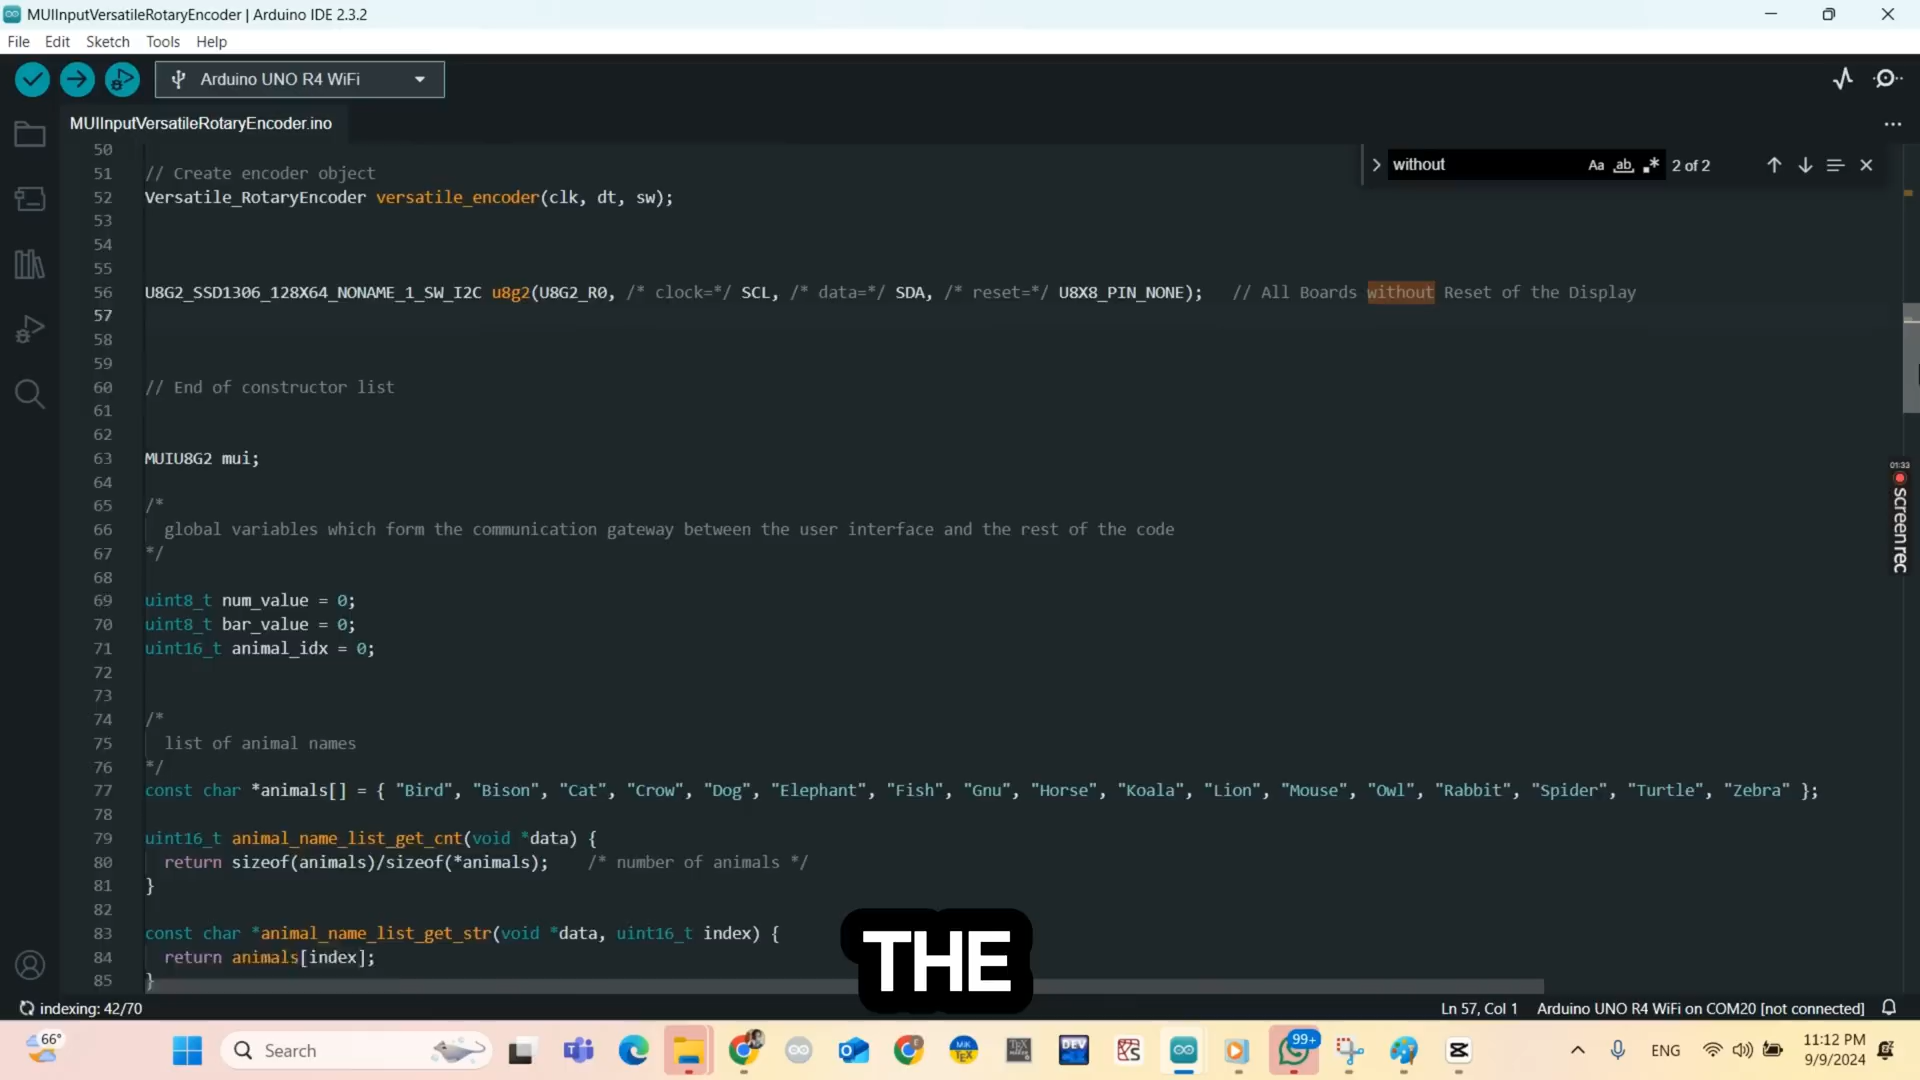 MUIInputVersatileRotaryEncoder | Arduino IDE 2.3.2
File Edit Sketch Tools Help
Arduino UNO R4 WiFi
MUIInputVersatileRotaryEncoder.ino
without Aa ab 2 of 2
50
51 // Create encoder object
52 Versatile_RotaryEncoder versatile_encoder(clk, dt, sw);
53
54
55
56 U8G2_SSD1306_128X64_NONAME_1_SW_I2C u8g2(U8G2_R0, /* clock=*/ SCL, /* data=*/ SDA, /* reset=*/ U8X8_PIN_NONE); // All Boards without Reset of the Display
57
58
59
60 // End of constructor list
61
62
63 MUIU8G2 mui;
64
65 /*
66 global variables which form the communication gateway between the user interface and the rest of the code
67 */
68
69 uint8_t num_value = 0;
70 uint8_t bar_value = 0;
71 uint16_t animal_idx = 0;
72
73
74 /*
75 list of animal names
76 */
77 const char *animals[] = { "Bird", "Bison", "Cat", "Crow", "Dog", "Elephant", "Fish", "Gnu", "Horse", "Koala", "Lion", "Mouse", "Owl", "Rabbit", "Spider", "Turtle", "Zebra" };
78
79 uint16_t animal_name_list_get_cnt(void *data) {
80 return sizeof(animals)/sizeof(*animals); /* number of animals */
81 }
82
83 const char *animal_name_list_get_str(void *data, uint16_t index) {
84 return animals[index];
85 }
01:33
screenrec
THE
indexing: 42/70
Ln 57, Col 1 Arduino UNO R4 WiFi on COM20 [not connected]
66°
Search
DEV
99+
ENG
11:12 PM
9/9/2024